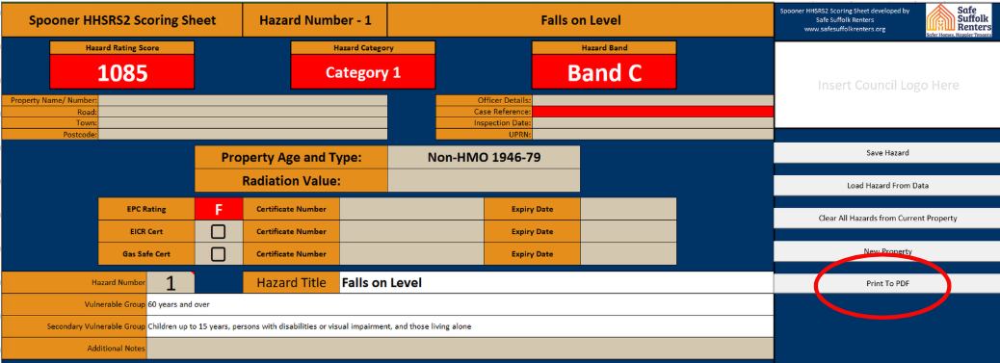 Spooner HHSRS2 Scoring Sheet
Hazard Number - 1
Falls on Level
Spooner HHSRS2 Scoring Sheet developed by
Safe Suffolk Renters
www.safesuffolkrenters.org
Safe
Suffolk
Renters
Safer Homes, Happier Tenants
Hazard Rating Score
1085
Hazard Category
Category 1
Hazard Band
Band C
Insert Council Logo Here
Property Name/ Number:
Road:
Town:
Postcode:
Officer Details:
Case Reference:
Inspection Date:
UPRN:
Property Age and Type: Non-HMO 1946-79
Radiation Value:
EPC Rating F Certificate Number Expiry Date
EICR Cert Certificate Number Expiry Date
Gas Safe Cert Certificate Number Expiry Date
Save Hazard
Load Hazard From Data
Clear All Hazards from Current Property
New Property
Print To PDF
Hazard Number 1 Hazard Title Falls on Level
Vulnerable Group 60 years and over
Secondary Vulnerable Group Children up to 15 years, persons with disabilities or visual impairment, and those living alone
Additional Notes